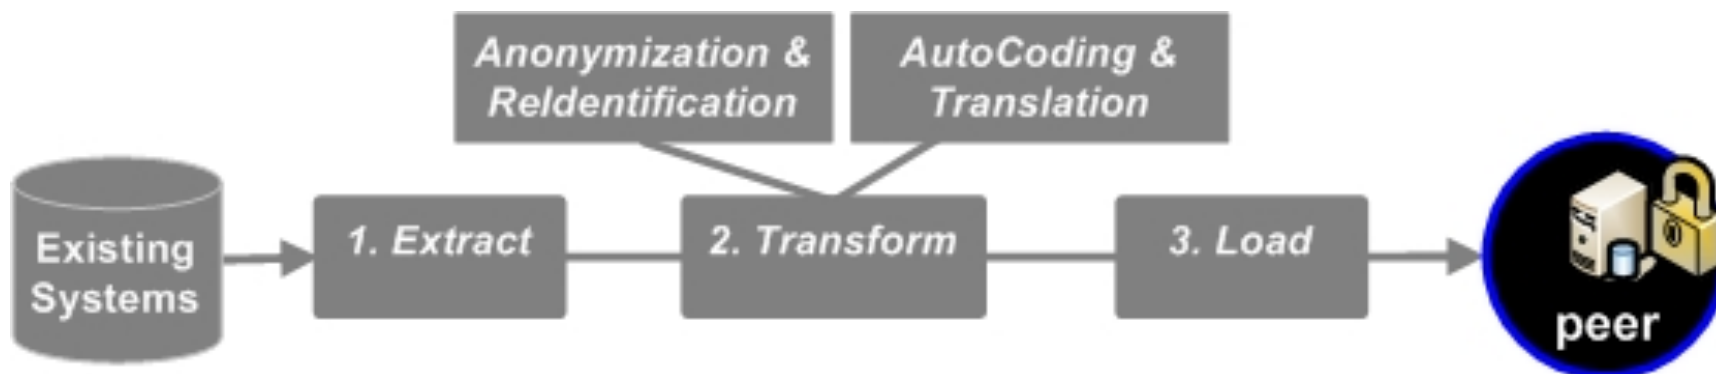 Anonymization &
ReIdentification
AutoCoding &
Translation
Existing
Systems
1. Extract
2. Transform
3. Load
peer